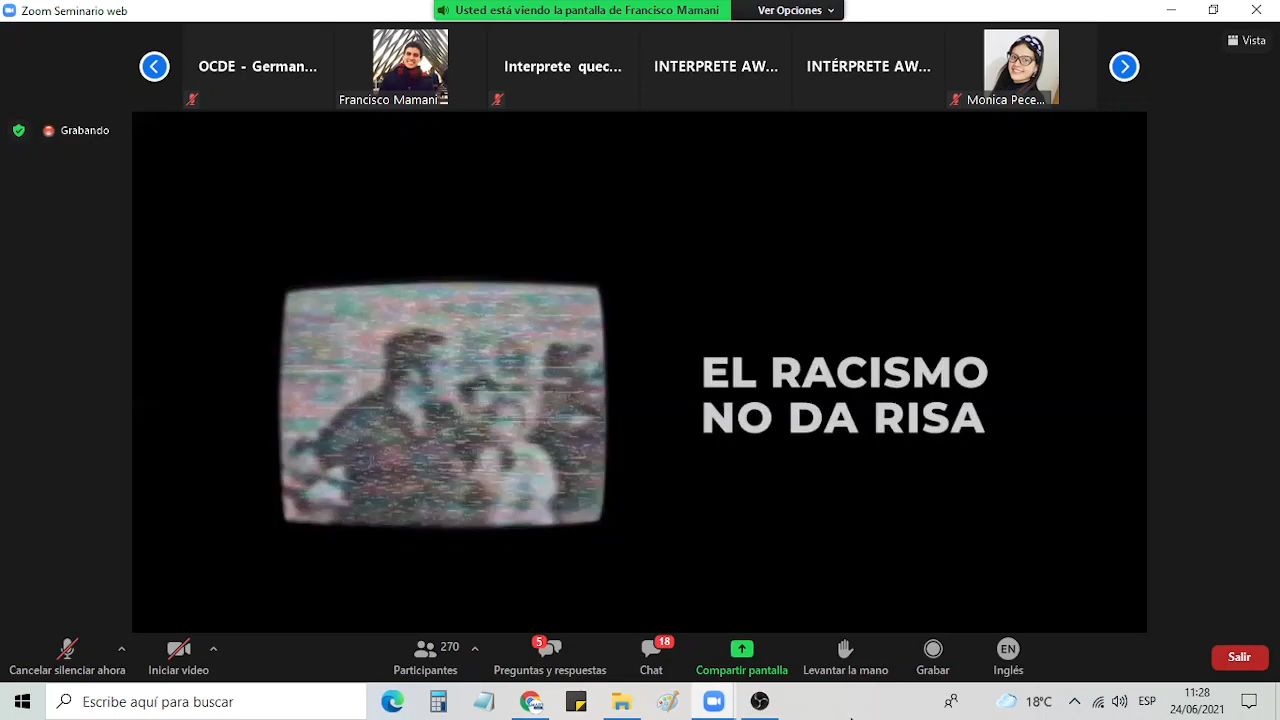 Zoom Seminario web
Usted está viendo la pantalla de Francisco Mamani
Ver Opciones
OCDE - German...
Francisco Mamani
Interprete quec...
INTERPRETE AW...
INTÉRPRETE AW...
Monica Pece...
Vista
Grabando
EL RACISMO
NO DA RISA
Cancelar silenciar ahora
Iniciar video
270
Participantes
5
Preguntas y respuestas
18
Chat
Compartir pantalla
Levantar la mano
Grabar
EN
Inglés
Salir
Escribe aquí para buscar
18°C
ESP
11:28
24/06/2021